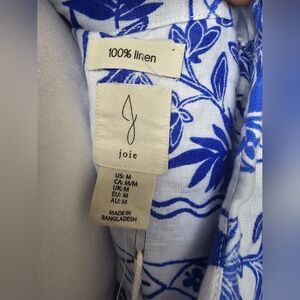 100% linen
J
joie
US: M
CA: M/M
UK: M
EU: M
AU: M
MADE IN
BANGLADESH